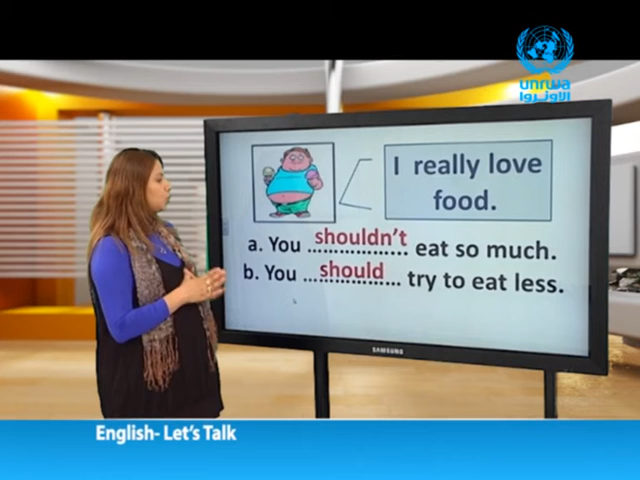 unrwa
الأونروا
I really love
food.
a. You shouldn't eat so much.
b. You should try to eat less.
SAMSUNG
English- Let's Talk